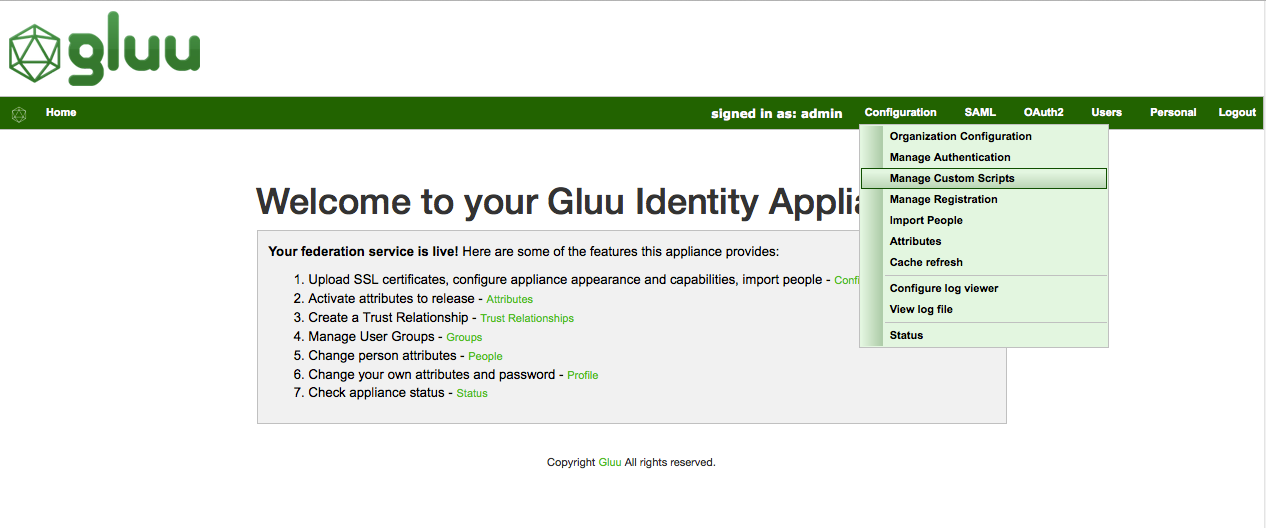 gluu
Home signed in as: admin Configuration SAML OAuth2 Users Personal Logout
Organization Configuration
Manage Authentication
Manage Custom Scripts
Manage Registration
Import People
Attributes
Cache refresh
Configure log viewer
View log file
Status
Welcome to your Gluu Identity
Your federation service is live! Here are some of the features this appliance provides:
1. Upload SSL certificates, configure appliance appearance and capabilities, import people -
2. Activate attributes to release - Attributes
3. Create a Trust Relationship - Trust Relationships
4. Manage User Groups - Groups
5. Change person attributes - People
6. Change your own attributes and password - Profile
7. Check appliance status - Status
Copyright Gluu All rights reserved.